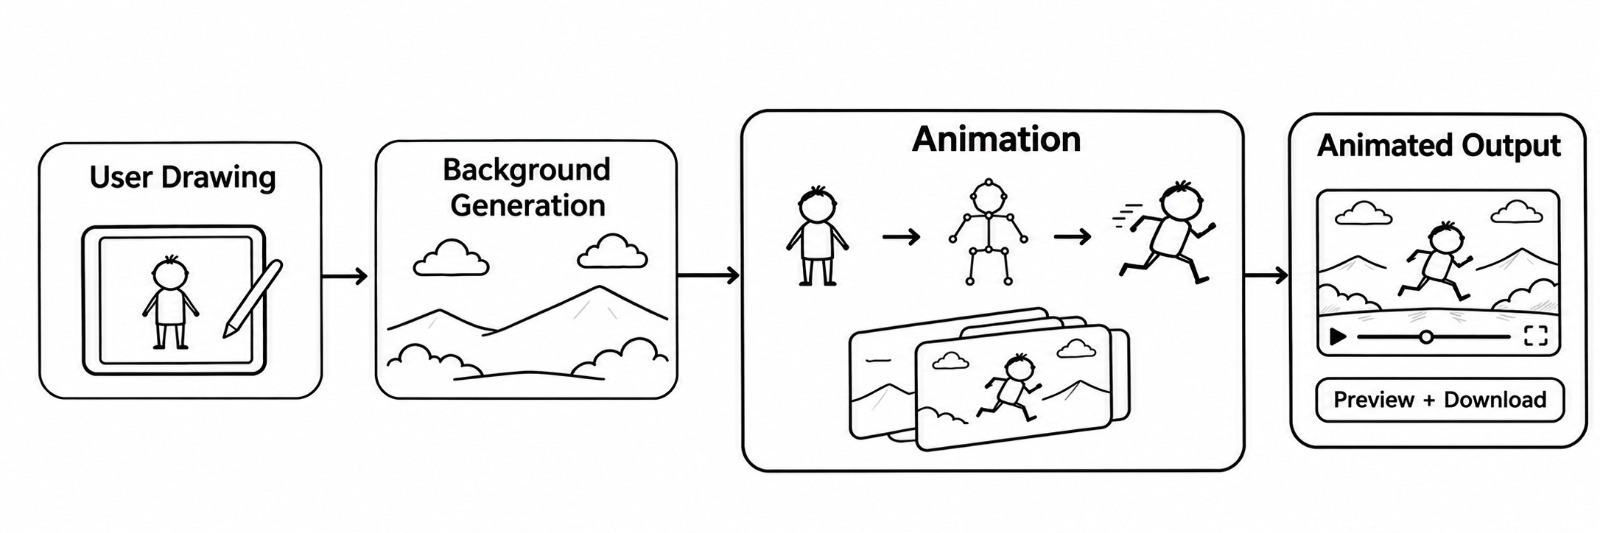 User Drawing
Background
Generation
Animation
Animated Output
Preview + Download